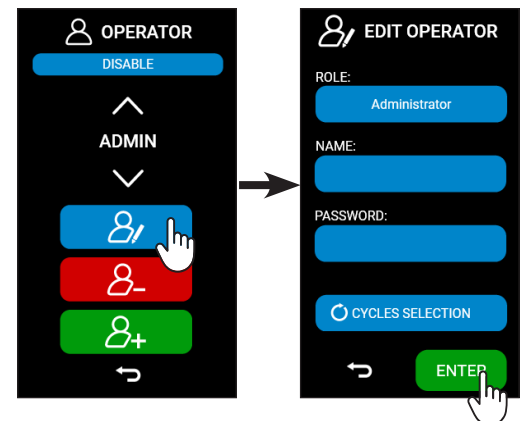 OPERATOR
DISABLE
ADMIN
EDIT OPERATOR
ROLE:
Administrator
NAME:
PASSWORD:
CYCLES SELECTION
ENTER